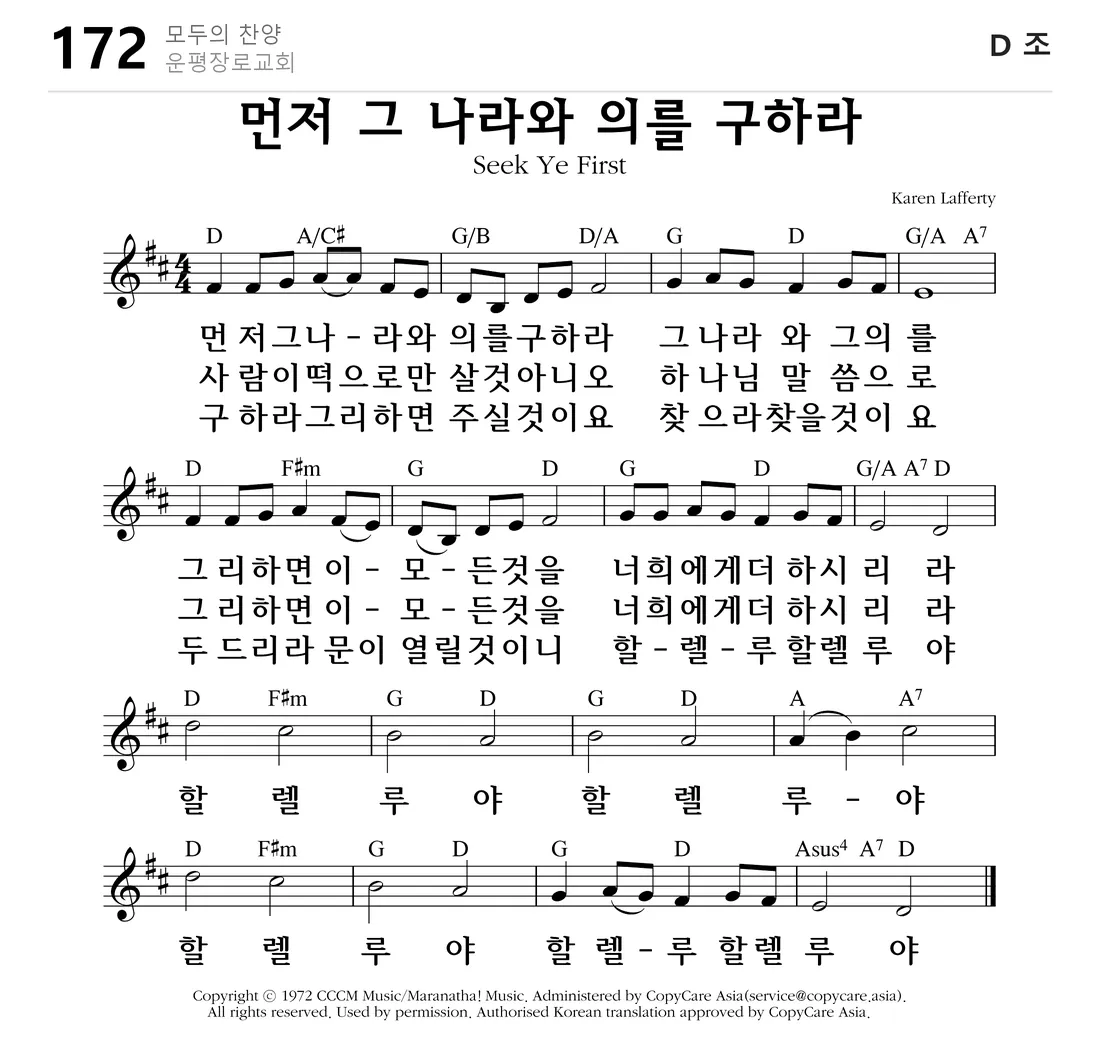 172 모두의 찬양
운평장로교회
D 조
먼저 그 나라와 의를 구하라
Seek Ye First
Karen Lafferty
D A/C♯ G/B D/A G D G/A A7
먼 저그나 - 라와 의를구하라 그나라 와 그의 를
사 람이떡으로만 살것아니오 하나님 말 씀으 로
구 하라그리하면 주실것이요 찾 으라찾을것이 요
D F♯m G D G D G/A A7 D
그 리하면 이 - 모 - 든것을 너희에게더 하시 리 라
그 리하면 이 - 모 - 든것을 너희에게더 하시 리 라
두 드리라 문이 열릴것이니 할 - 렐 - 루 할렐 루 야
D F♯m G D G D A A7
할 렐 루 야 할 렐 루 - 야
D F♯m G D G D Asus4 A7 D
할 렐 루 야 할 렐 - 루 할렐 루 야
Copyright ⓒ 1972 CCCM Music/Maranatha! Music. Administered by CopyCare Asia(service@copycare.asia).
All rights reserved. Used by permission. Authorised Korean translation approved by CopyCare Asia.